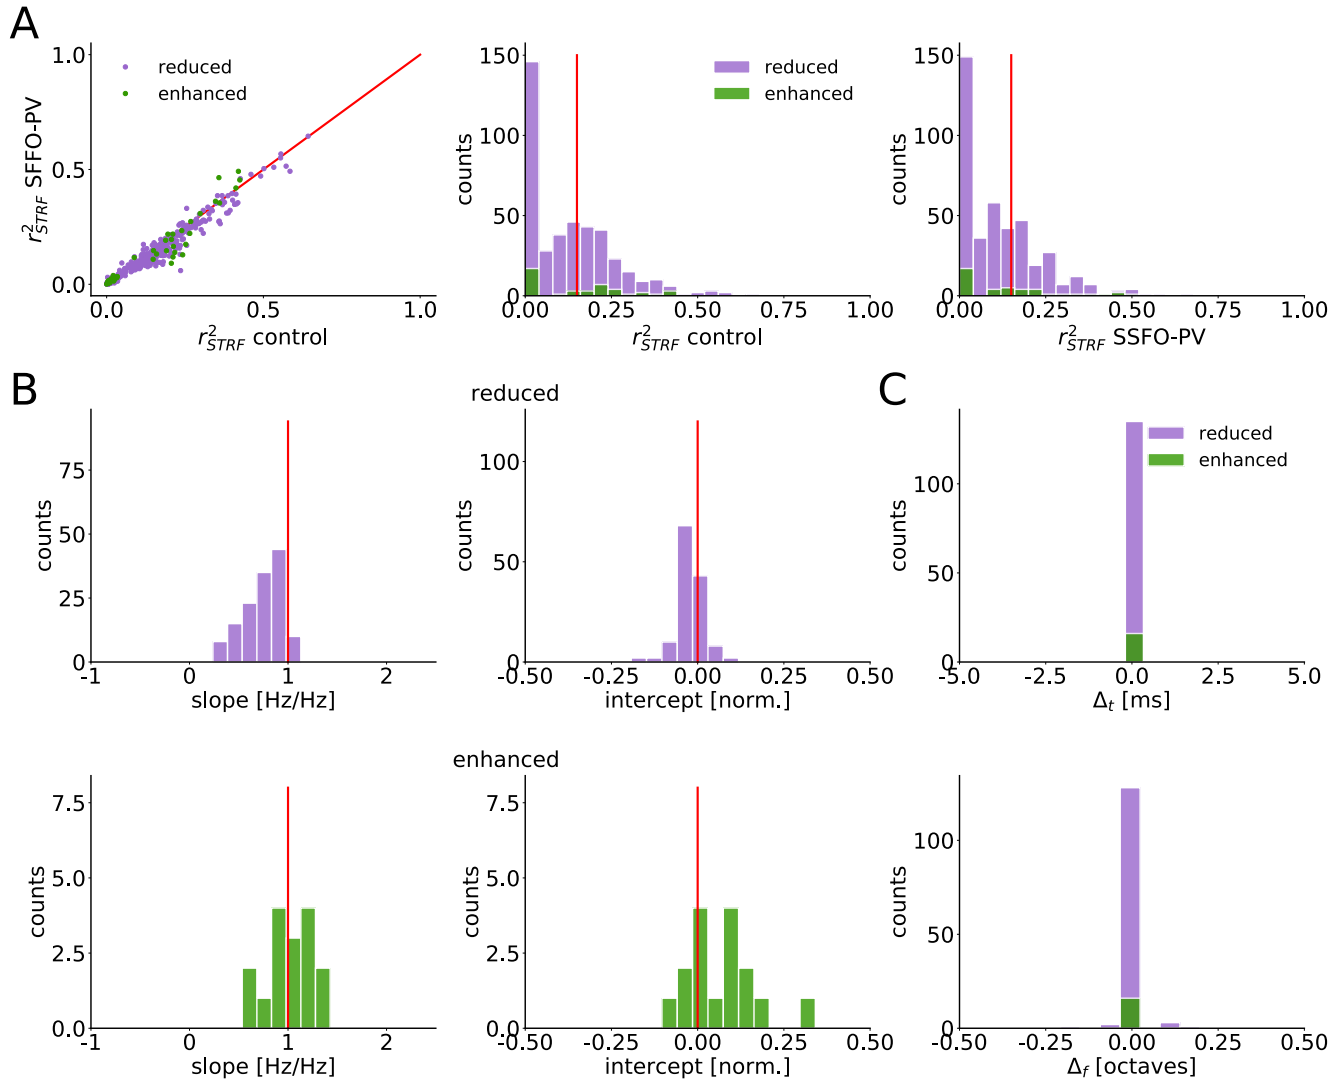 A
1.0
0.5
0.0
0.0
0.5
1.0
r²STRF SFFO-PV
r²STRF control
reduced
enhanced
150
100
50
0
0.00
0.25
0.50
0.75
1.00
counts
r²STRF control
reduced
enhanced
150
100
50
0
0.00
0.25
0.50
0.75
1.00
counts
r²STRF SSFO-PV
B
reduced
75
50
25
0
-1
0
1
2
counts
slope [Hz/Hz]
100
50
0
-0.50
-0.25
0.00
0.25
0.50
counts
intercept [norm.]
C
reduced
enhanced
100
50
0
-5.0
-2.5
0.0
2.5
5.0
counts
Δt [ms]
enhanced
7.5
5.0
2.5
0.0
-1
0
1
2
counts
slope [Hz/Hz]
7.5
5.0
2.5
0.0
-0.50
-0.25
0.00
0.25
0.50
counts
intercept [norm.]
100
50
0
-0.50
-0.25
0.00
0.25
0.50
counts
Δf [octaves]